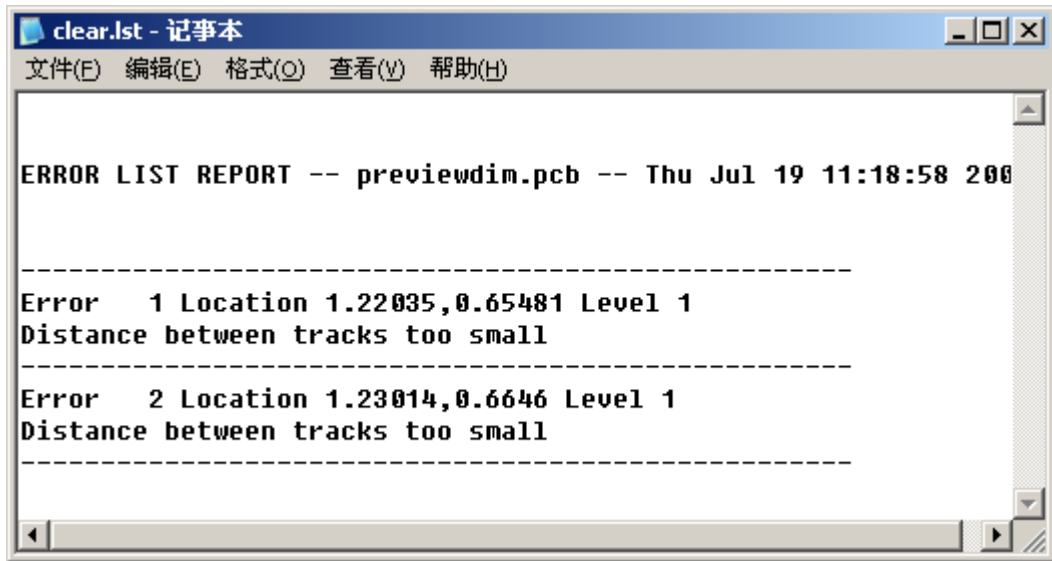 clear.lst - 记事本
文件(F) 编辑(E) 格式(O) 查看(V) 帮助(H)
ERROR LIST REPORT -- previewdim.pcb -- Thu Jul 19 11:18:58 200
----------------------------------------------------
Error   1 Location 1.22035,0.65481 Level 1
Distance between tracks too small
----------------------------------------------------
Error   2 Location 1.23014,0.6646 Level 1
Distance between tracks too small
----------------------------------------------------